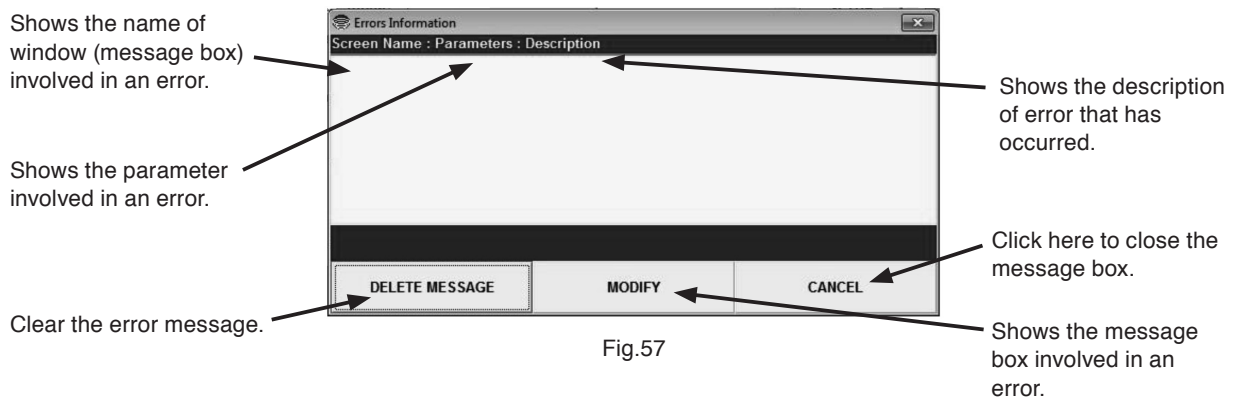 Shows the name of
window (message box)
involved in an error.
Errors Information
Screen Name : Parameters : Description
Shows the description
of error that has
occurred.
Shows the parameter
involved in an error.
Click here to close the
message box.
DELETE MESSAGE
MODIFY
CANCEL
Clear the error message.
Shows the message
box involved in an
error.
Fig.57